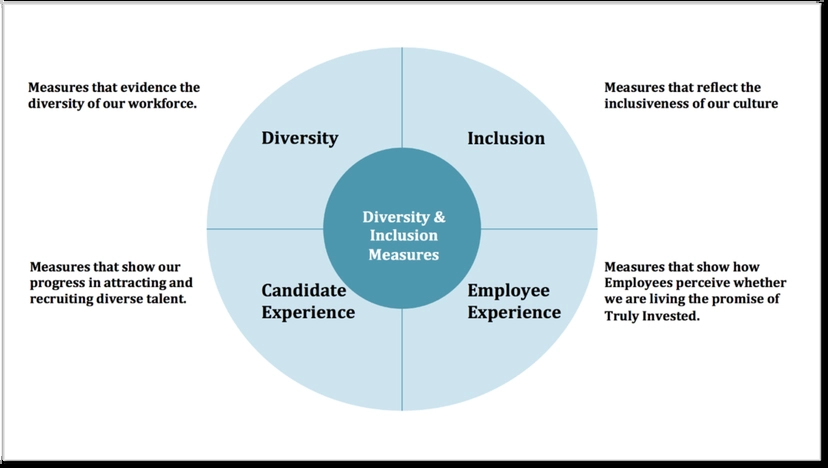 Measures that evidence the
diversity of our workforce.
Measures that reflect the
inclusiveness of our culture
Diversity
Inclusion
Diversity &
Inclusion
Measures
Measures that show our
progress in attracting and
recruiting diverse talent.
Candidate
Experience
Employee
Experience
Measures that show how
Employees perceive whether
we are living the promise of
Truly Invested.